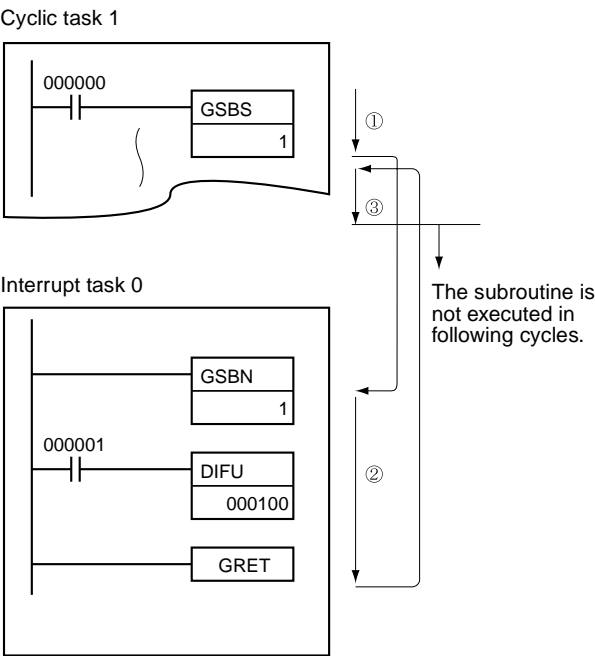 Cyclic task 1
000000
GSBS
1
①
③
The subroutine is
not executed in
following cycles.
Interrupt task 0
GSBN
1
000001
DIFU
000100
②
GRET